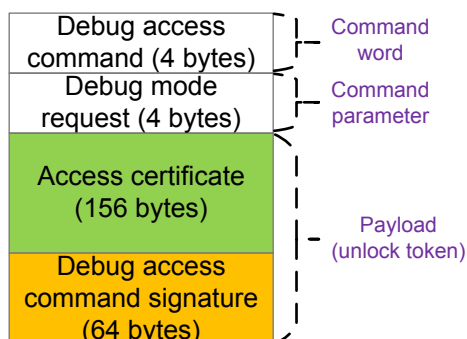 Debug access
command (4 bytes)
Command
word
Debug mode
request (4 bytes)
Command
parameter
Access certificate
(156 bytes)
Payload
(unlock token)
Debug access
command signature
(64 bytes)